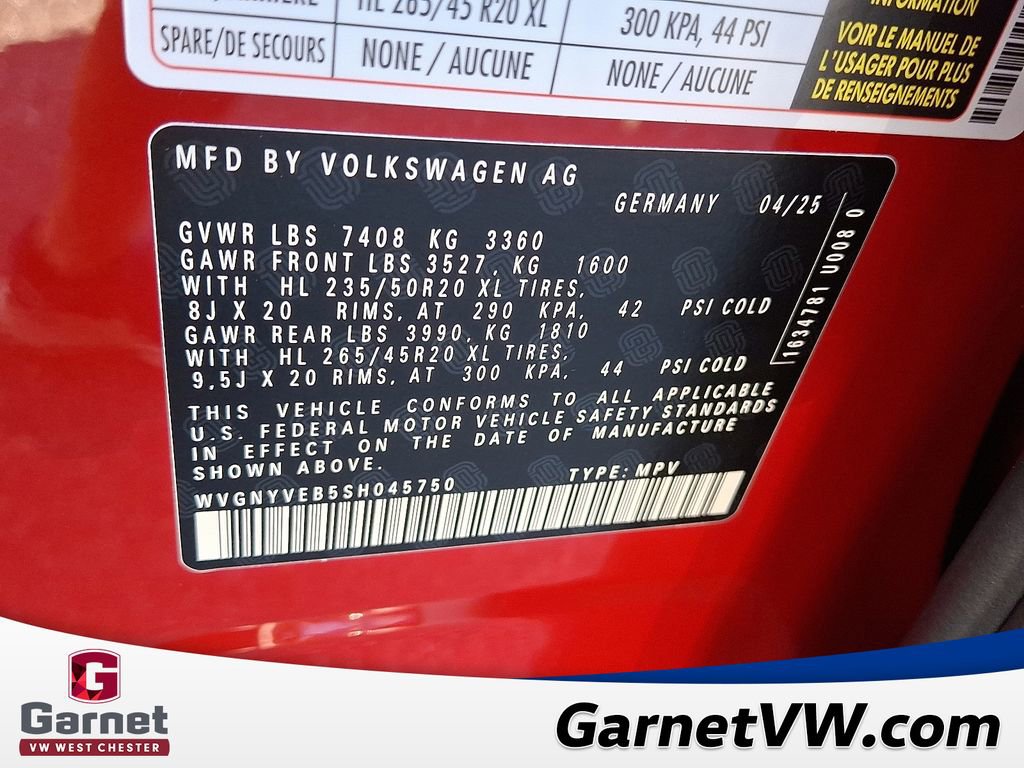 HL 265/45 R20 XL
300 KPA, 44 PSI
SPARE/DE SECOURS
NONE / AUCUNE
NONE / AUCUNE
INFORMATION
VOIR LE MANUEL DE
L'USAGER POUR PLUS
DE RENSEIGNEMENTS
MFD BY VOLKSWAGEN AG
GERMANY 04/25
GVWR LBS 7408 KG 3360
GAWR FRONT LBS 3527, KG 1600
WITH HL 235/50R20 XL TIRES,
8J X 20 RIMS, AT 290 KPA, 42 PSI COLD
GAWR REAR LBS 3990, KG 1810
WITH HL 265/45R20 XL TIRES,
9,5J X 20 RIMS, AT 300 KPA, 44 PSI COLD
1634781 U008 0
THIS VEHICLE CONFORMS TO ALL APPLICABLE
U.S. FEDERAL MOTOR VEHICLE SAFETY STANDARDS
IN EFFECT ON THE DATE OF MANUFACTURE
SHOWN ABOVE.
WVGNYVEB5SH045750 TYPE: MPV
G
Garnet
VW WEST CHESTER
GarnetVW.com